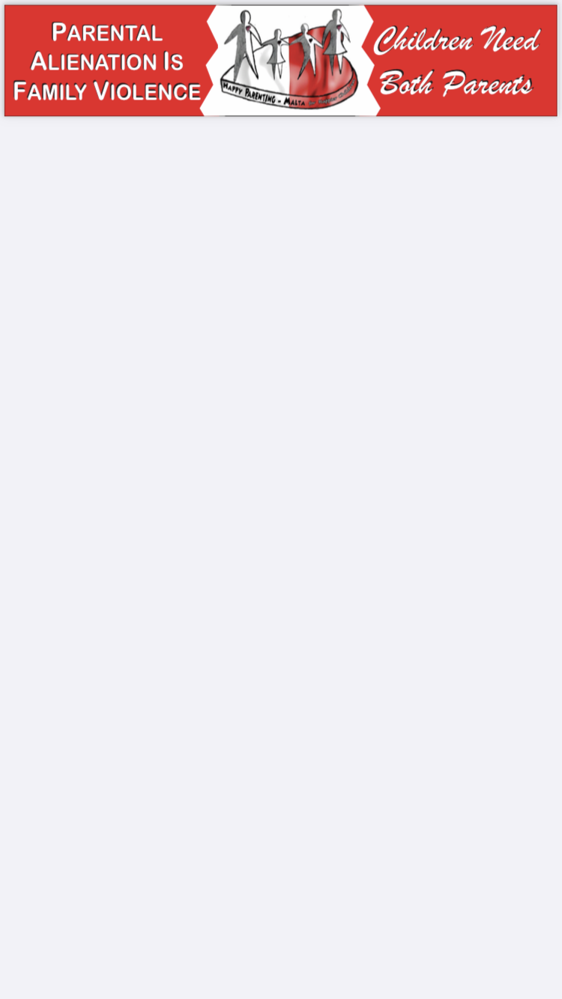 PARENTAL
ALIENATION IS
FAMILY VIOLENCE
HAPPY PARENTING - MALTA
Children Need
Both Parents